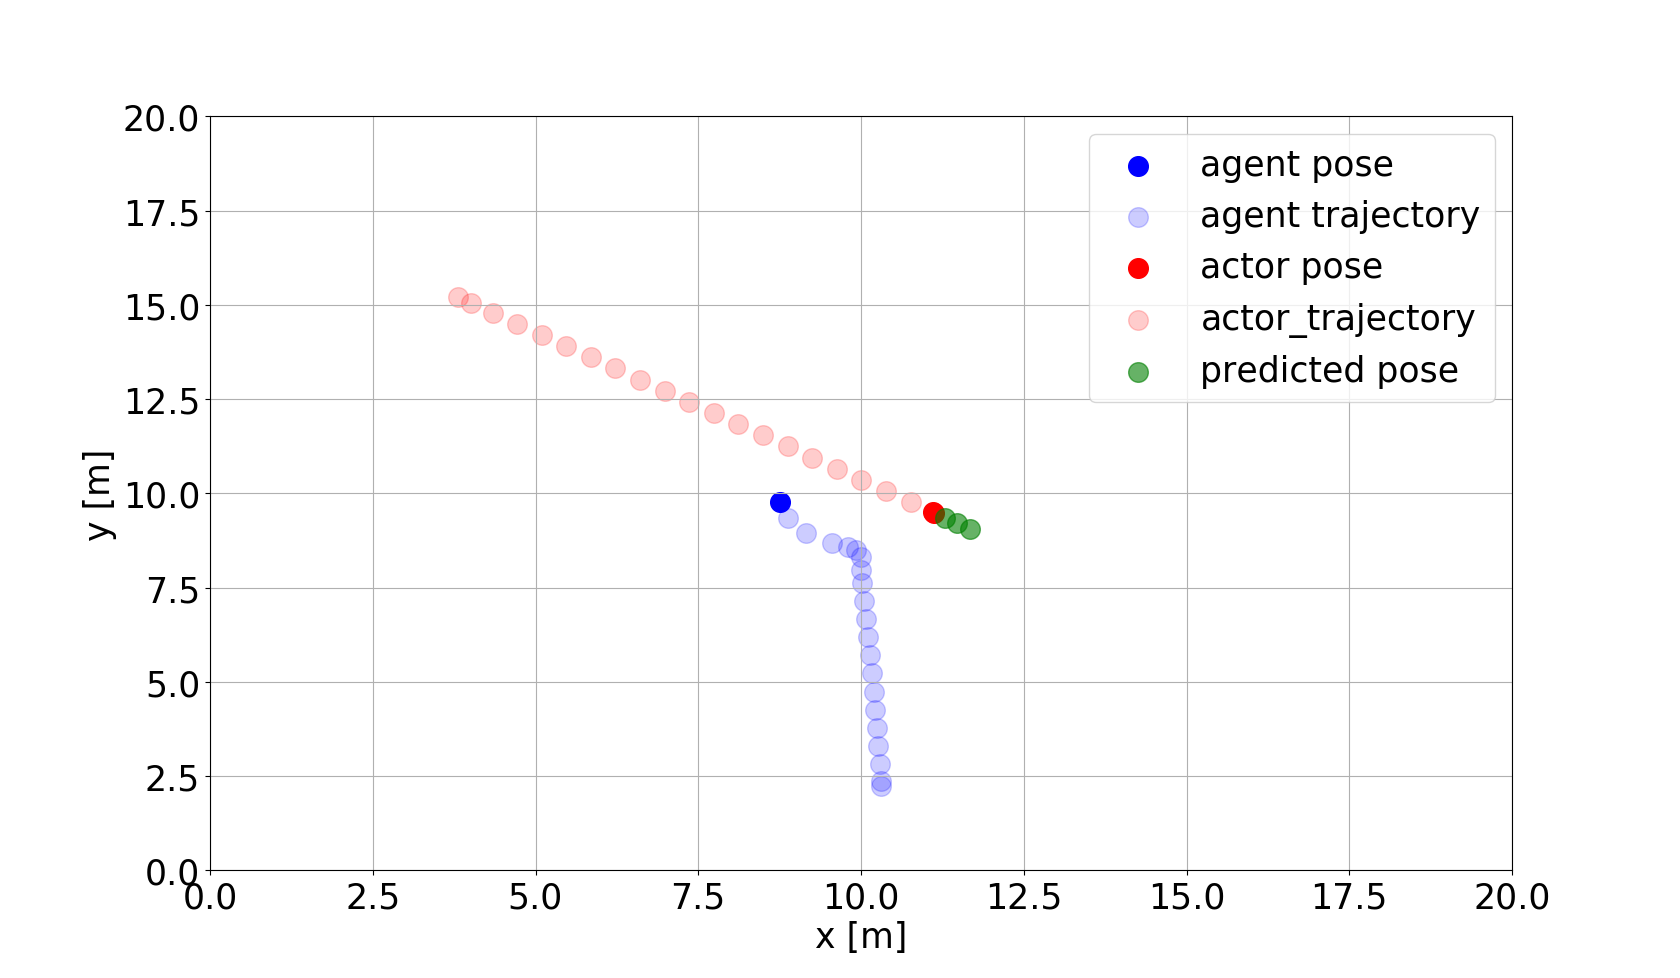 20.0
17.5
15.0
12.5
10.0
7.5
5.0
2.5
0.0
y [m]
agent pose
agent trajectory
actor pose
actor_trajectory
predicted pose
0.0 2.5 5.0 7.5 10.0 12.5 15.0 17.5 20.0
x [m]